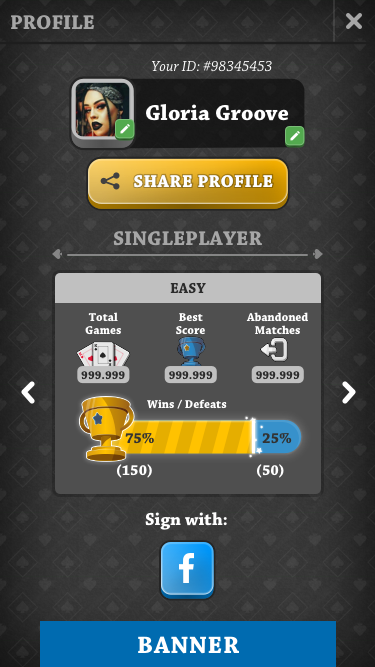 PROFILE
Your ID: #98345453
Gloria Groove
SHARE PROFILE
SINGLEPLAYER
EASY
Total Games
Best Score
Abandoned Matches
999.999
999.999
999.999
Wins / Defeats
75%
25%
(150)
(50)
Sign with:
f
BANNER